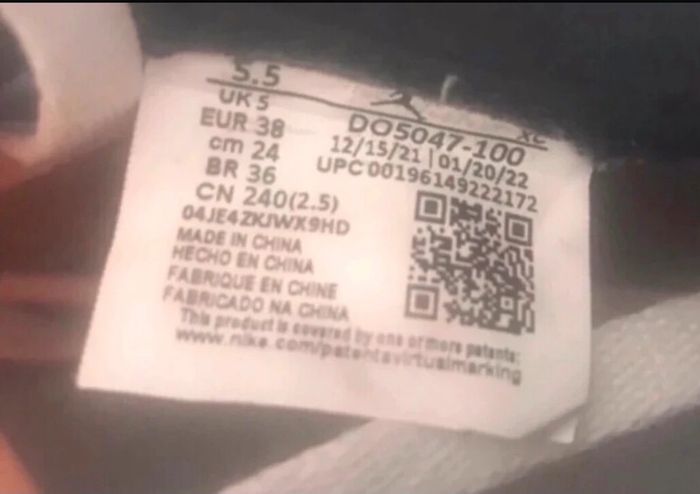 5.5
UK 5
EUR 38
cm 24
BR 36
CN 240(2.5)
04JE4ZKJWX9HD
MADE IN CHINA
HECHO EN CHINA
FABRIQUE EN CHINE
FABRICADO NA CHINA
XC
DO5047-100
12/15/21 | 01/20/22
UPC 00196149222172
This product is covered by one of more patents:
www.nike.com/patentsvirtualmarking